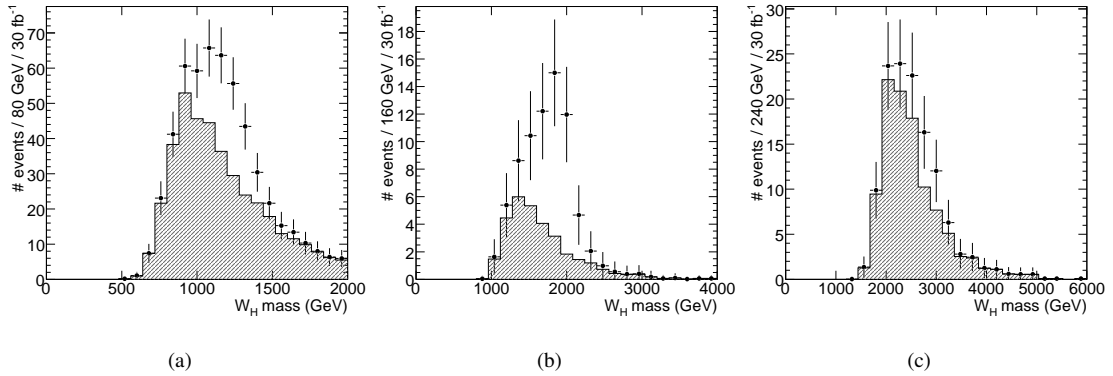 # events / 80 GeV / 30 fb⁻¹
70
60
50
40
30
20
10
0
0 500 1000 1500 2000
W_H mass (GeV)
(a)
# events / 160 GeV / 30 fb⁻¹
18
16
14
12
10
8
6
4
2
0
0 1000 2000 3000 4000
W_H mass (GeV)
(b)
# events / 240 GeV / 30 fb⁻¹
30
25
20
15
10
5
0
0 1000 2000 3000 4000 5000 6000
W_H mass (GeV)
(c)